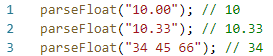 1 parseFloat("10.00"); // 10
2 parseFloat("10.33"); // 10.33
3 parseFloat("34 45 66"); // 34